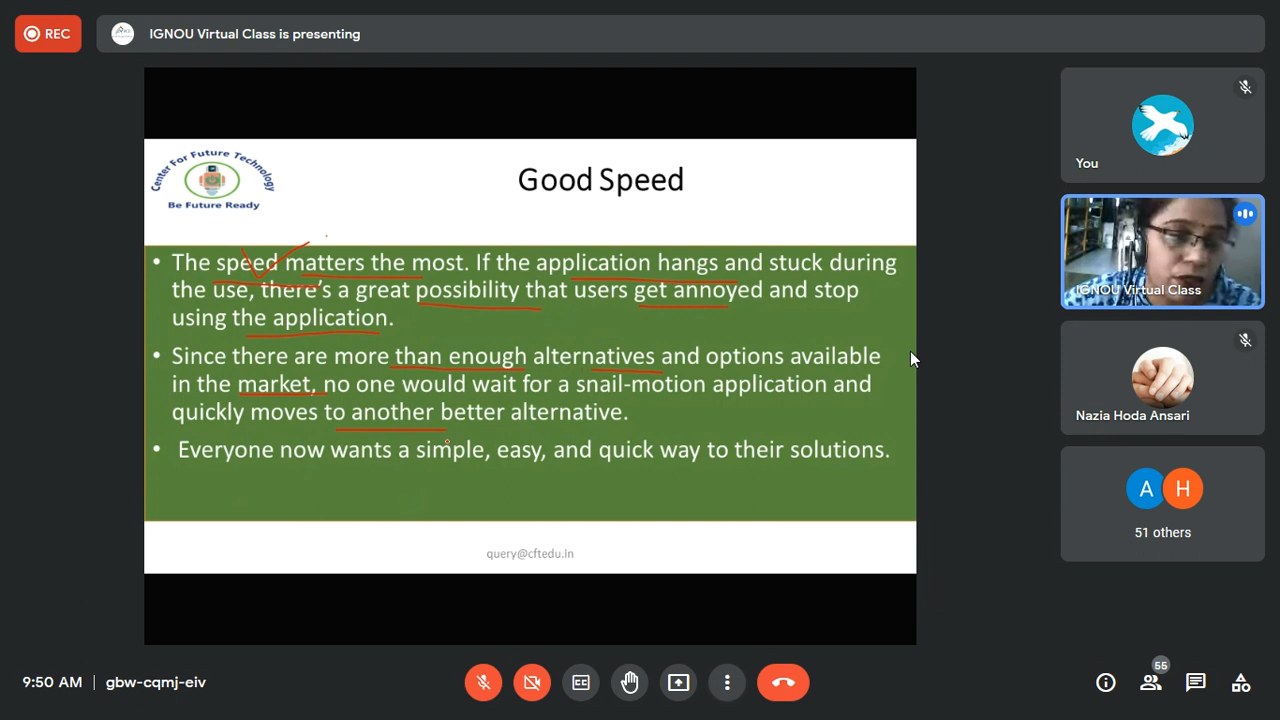 REC
IGNOU Virtual Class is presenting
Center For Future Technology
Be Future Ready
Good Speed
• The speed matters the most. If the application hangs and stuck during
the use, there's a great possibility that users get annoyed and stop
using the application.
• Since there are more than enough alternatives and options available
in the market, no one would wait for a snail-motion application and
quickly moves to another better alternative.
• Everyone now wants a simple, easy, and quick way to their solutions.
query@cftedu.in
You
IGNOU Virtual Class
Nazia Hoda Ansari
A H
51 others
9:50 AM | gbw-cqmj-eiv
CC
55